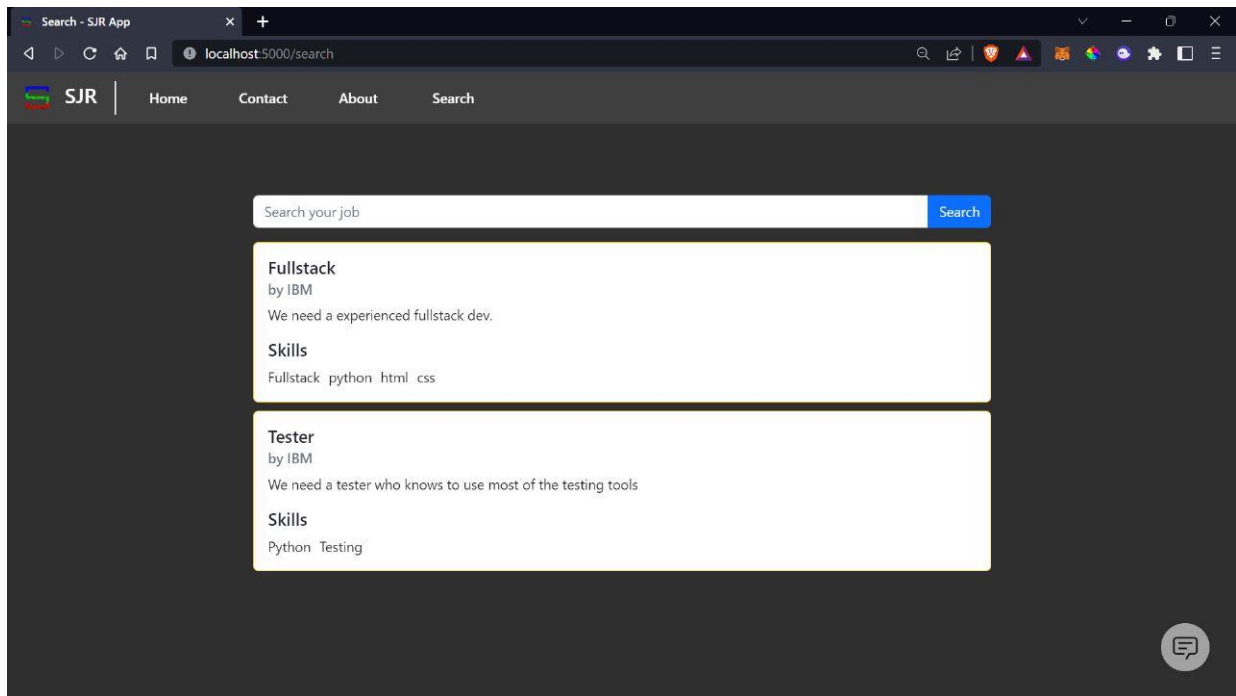 Search - SJR App
localhost:5000/search
SJR
Home Contact About Search
Search your job Search
Fullstack
by IBM
We need a experienced fullstack dev.
Skills
Fullstack python html css
Tester
by IBM
We need a tester who knows to use most of the testing tools
Skills
Python Testing